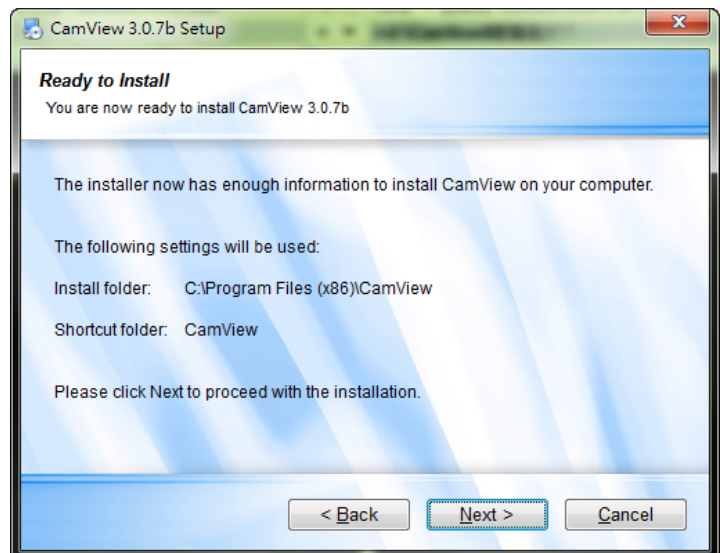 CamView 3.0.7b Setup
Ready to Install
You are now ready to install CamView 3.0.7b
The installer now has enough information to install CamView on your computer.
The following settings will be used:
Install folder: C:\Program Files (x86)\CamView
Shortcut folder: CamView
Please click Next to proceed with the installation.
< Back Next > Cancel